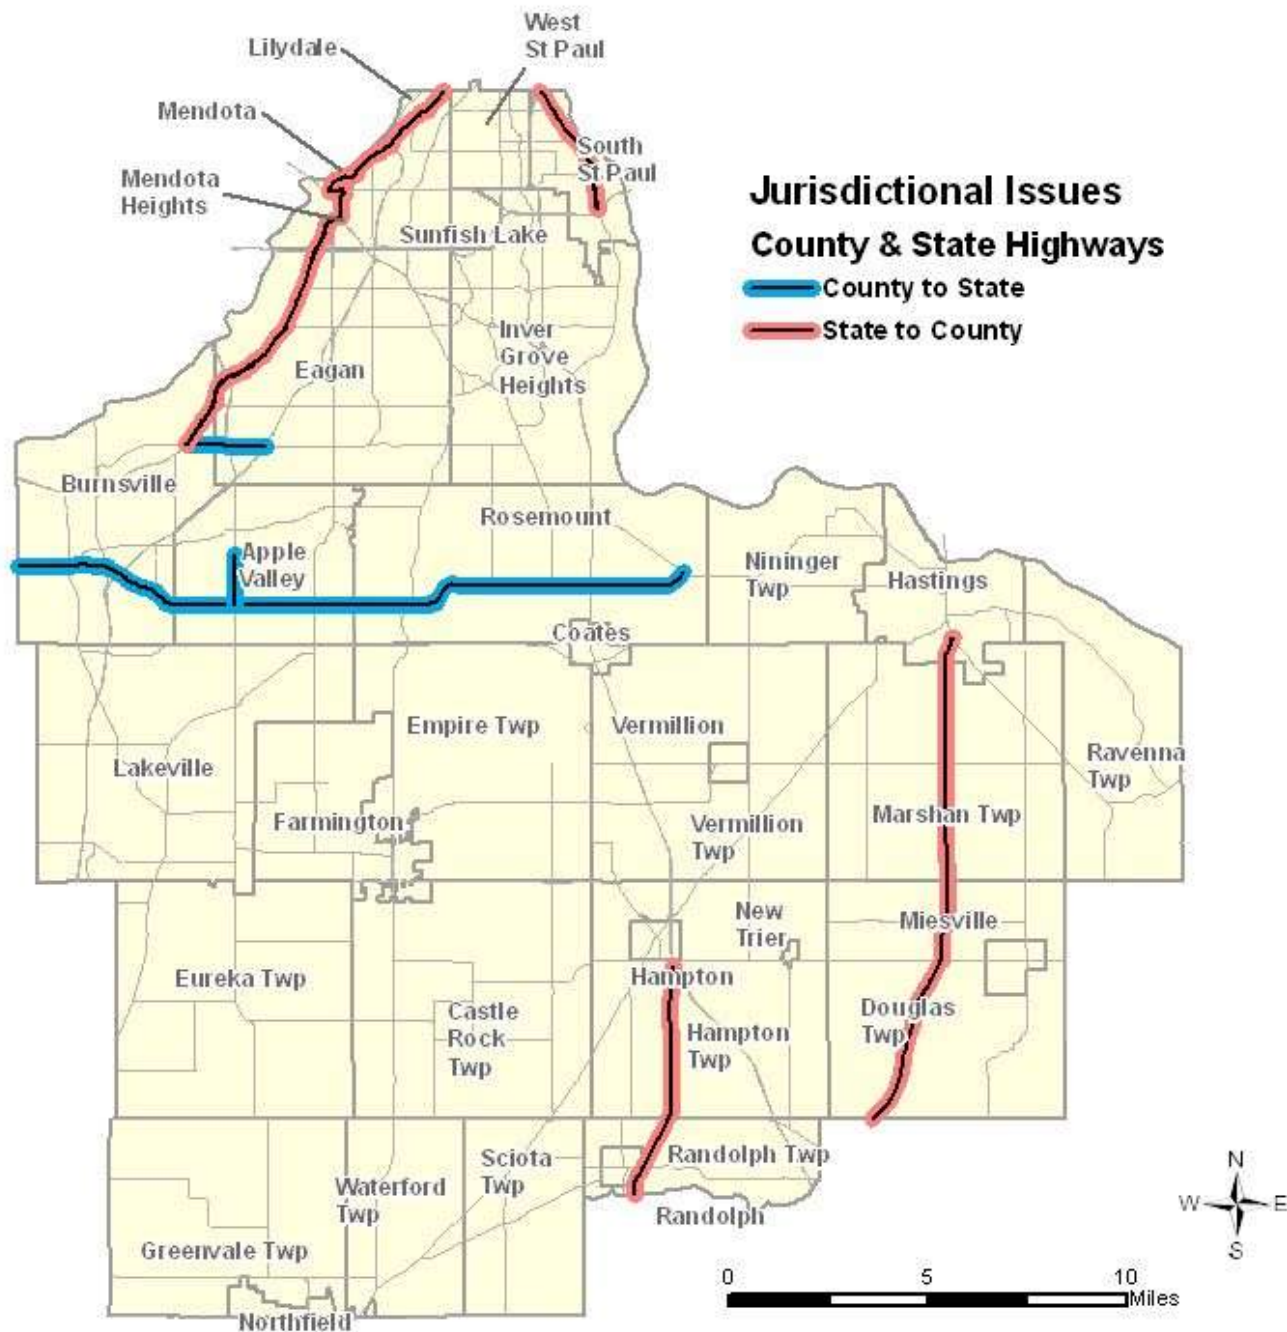 West
St Paul
Lilydale
Mendota
South
St Paul
Mendota
Heights
Jurisdictional Issues
County & State Highways
County to State
State to County
Sunfish Lake
Inver
Grove
Heights
Eagan
Burnsville
Rosemount
Apple
Valley
Nininger
Twp
Hastings
Coates
Empire Twp
Vermillion
Ravenna
Twp
Lakeville
Farmington
Vermillion
Twp
Marshan Twp
New
Trier
Miesville
Eureka Twp
Hampton
Castle
Rock
Twp
Hampton
Twp
Douglas
Twp
Randolph Twp
Sciota
Twp
Waterford
Twp
Randolph
Greenvale Twp
Northfield
N
W
E
S
0
5
10
Miles